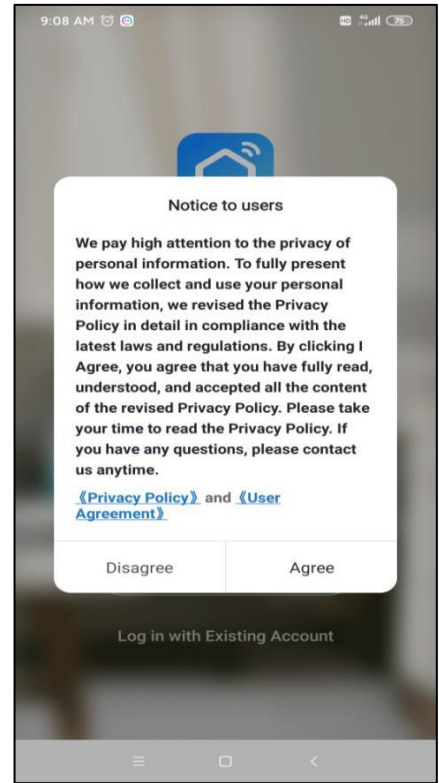 9:08 AM HD 4G 75
Notice to users
We pay high attention to the privacy of
personal information. To fully present
how we collect and use your personal
information, we revised the Privacy
Policy in detail in compliance with the
latest laws and regulations. By clicking I
Agree, you agree that you have fully read,
understood, and accepted all the content
of the revised Privacy Policy. Please take
your time to read the Privacy Policy. If
you have any questions, please contact
us anytime.
《Privacy Policy》 and 《User
Agreement》
Disagree Agree
Log in with Existing Account